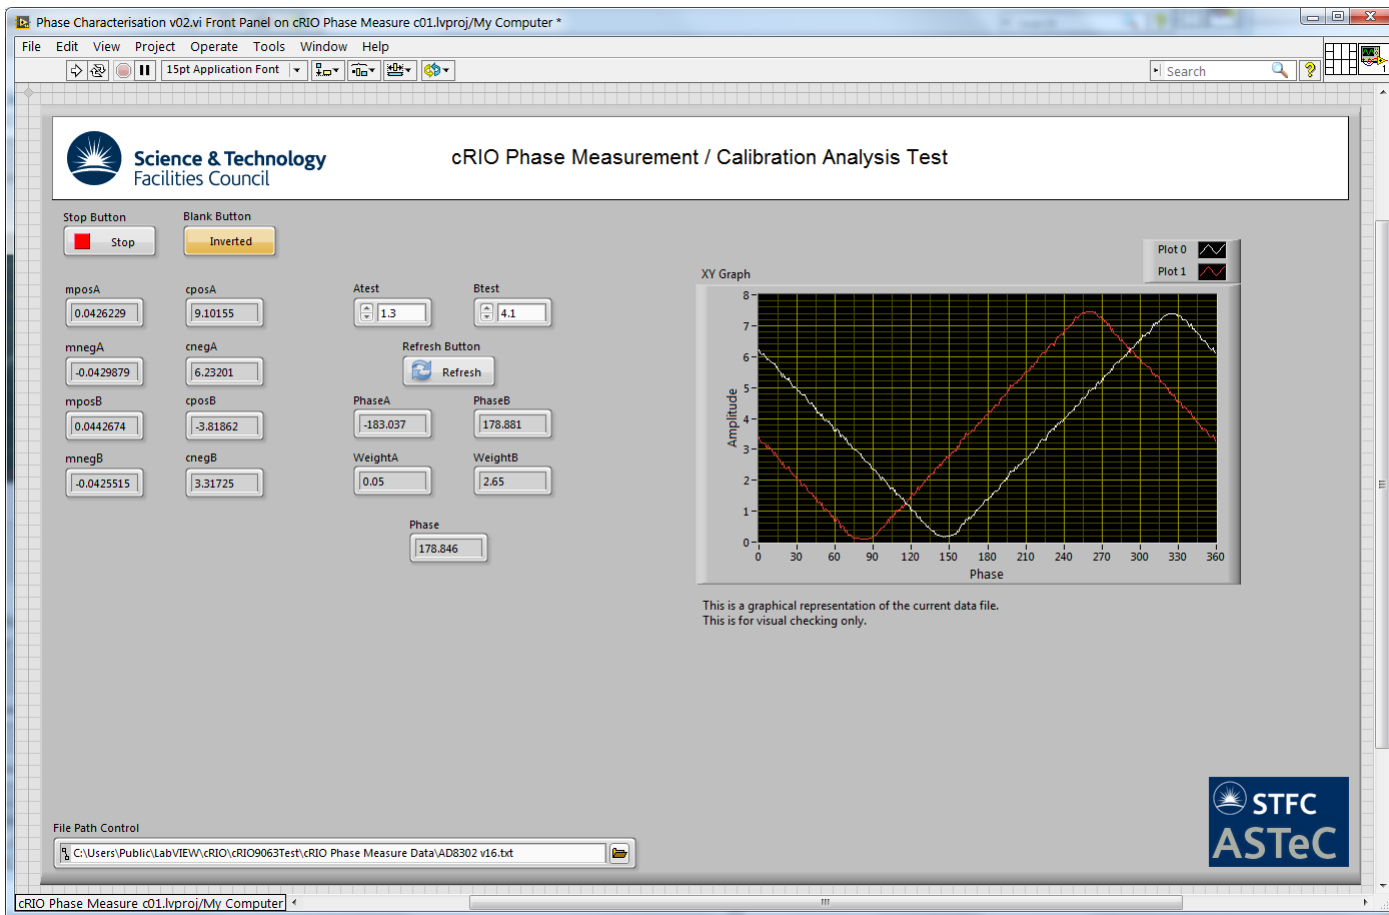 Phase Characterisation v02.vi Front Panel on cRIO Phase Measure c01.lvproj/My Computer *
File Edit View Project Operate Tools Window Help
15pt Application Font
Search
1
Science & Technology
Facilities Council
cRIO Phase Measurement / Calibration Analysis Test
Stop Button
Blank Button
Stop
Inverted
mposA
cposA
Atest
Btest
0.0426229
9.10155
1.3
4.1
mnegA
cnegA
Refresh Button
-0.0429879
6.23201
Refresh
mposB
cposB
PhaseA
PhaseB
0.0442674
-3.81862
-183.037
178.881
mnegB
cnegB
WeightA
WeightB
-0.0425515
3.31725
0.05
2.65
Phase
178.846
Plot 0
Plot 1
XY Graph
8
7
6
5
4
3
2
1
0
Amplitude
0 30 60 90 120 150 180 210 240 270 300 330 360
Phase
This is a graphical representation of the current data file.
This is for visual checking only.
STFC
ASTeC
File Path Control
C:\Users\Public\LabVIEW\cRIO\cRIO9063Test\cRIO Phase Measure Data\AD8302 v16.txt
cRIO Phase Measure c01.lvproj/My Computer